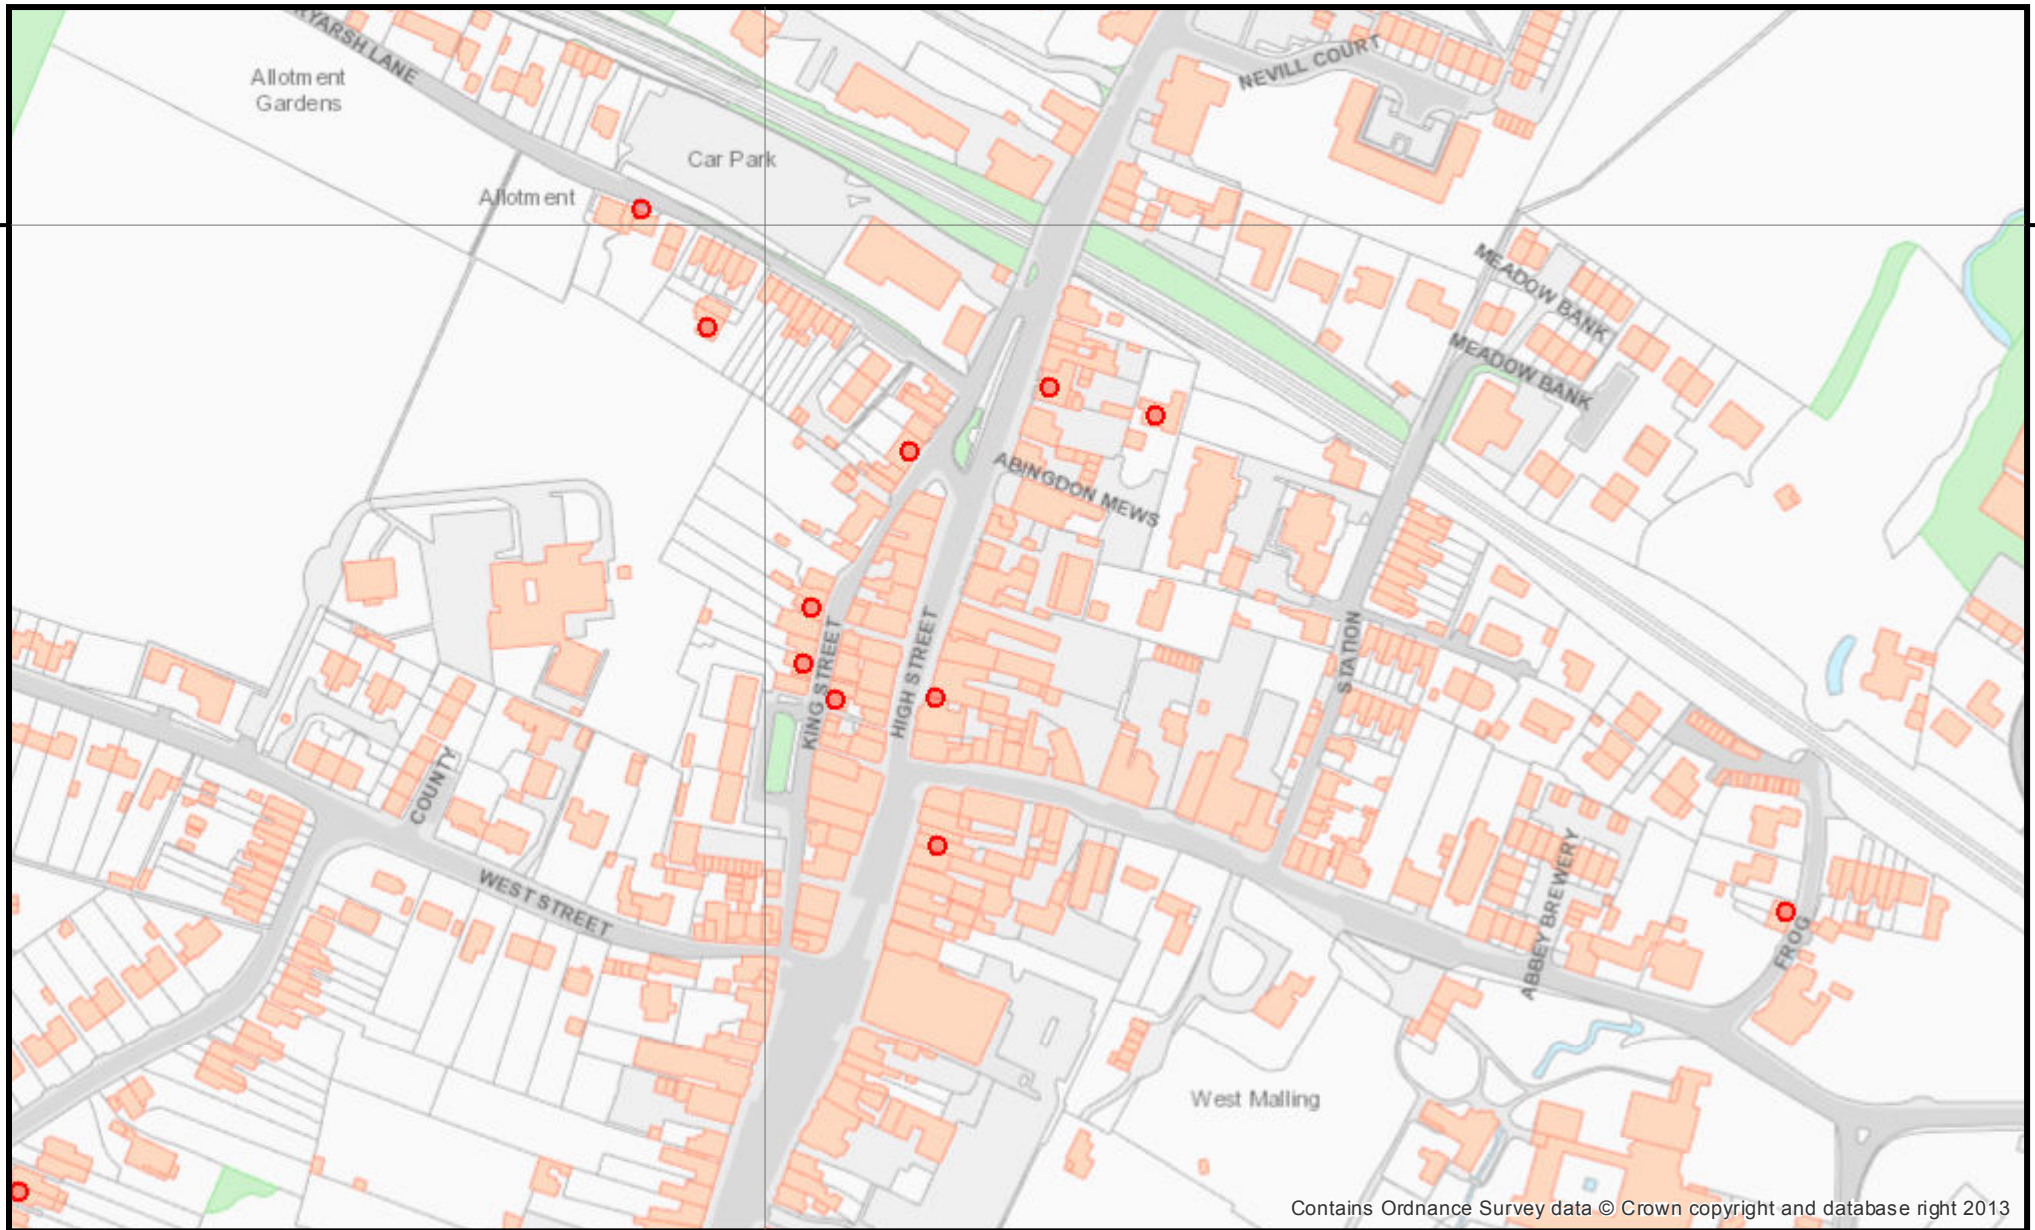 RYARSH LANE
NEVILL COURT
Allotment
Gardens
Car Park
Allotment
MEADOW BANK
MEADOW BANK
ABINGDON MEWS
KING STREET
HIGH STREET
STATION
COUNTY
WEST STREET
ABBEY BREWERY
FROG
West Malling
Contains Ordnance Survey data © Crown copyright and database right 2013